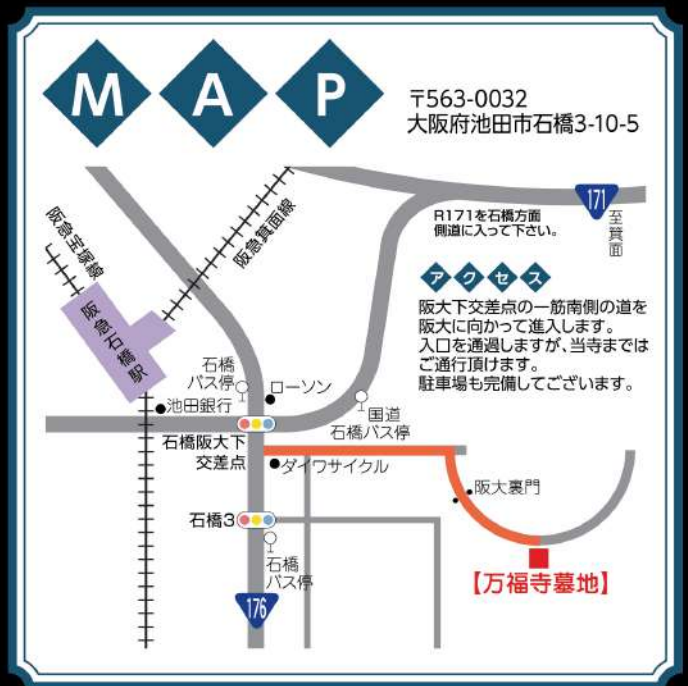 MAP
〒563-0032
大阪府池田市石橋3-10-5
171
至箕面
R171を石橋方面
側道に入って下さい。
阪急宝塚線
阪急箕面線
アクセス
阪大下交差点の一筋南側の道を
阪大に向かって進入します。
入口を通過しますが、当寺までは
ご通行頂けます。
駐車場も完備してございます。
阪急石橋駅
石橋
バス停
ローソン
池田銀行
国道
石橋バス停
石橋阪大下
交差点
ダイワサイクル
阪大裏門
石橋3
石橋
バス停
【万福寺墓地】
176